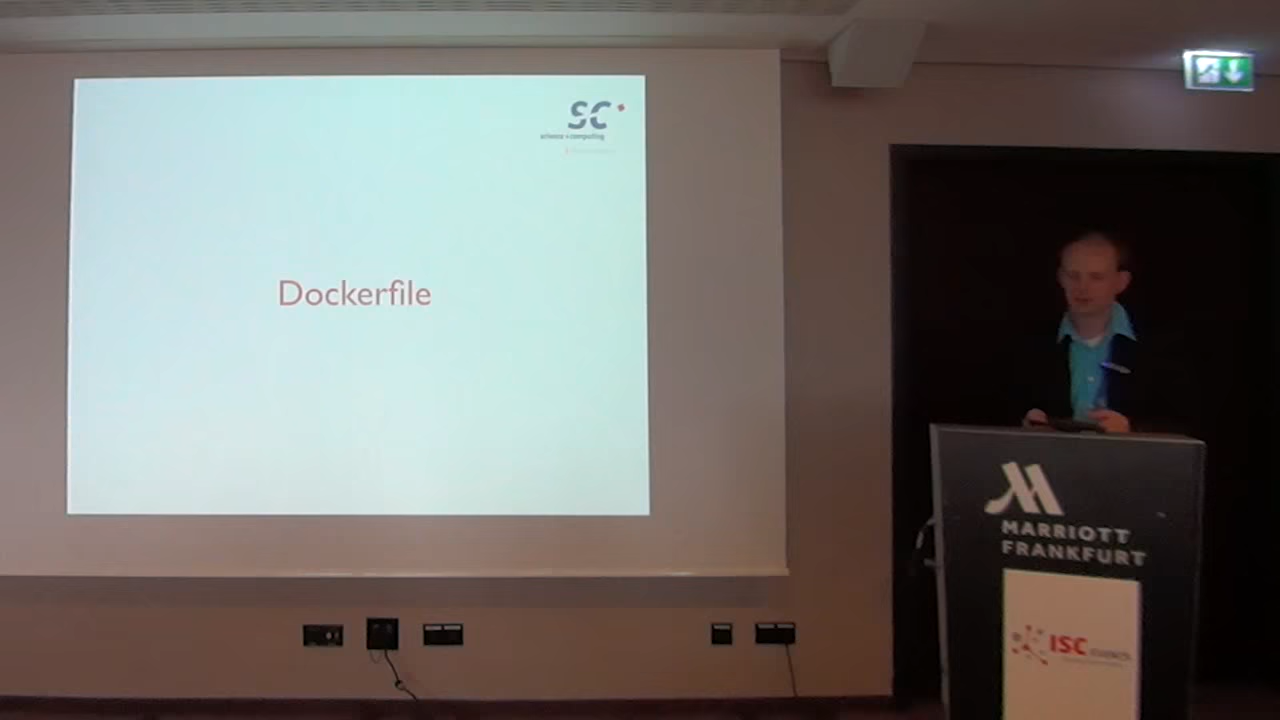 SC
science + computing
Dockerfile
MARRIOTT
FRANKFURT
ISC